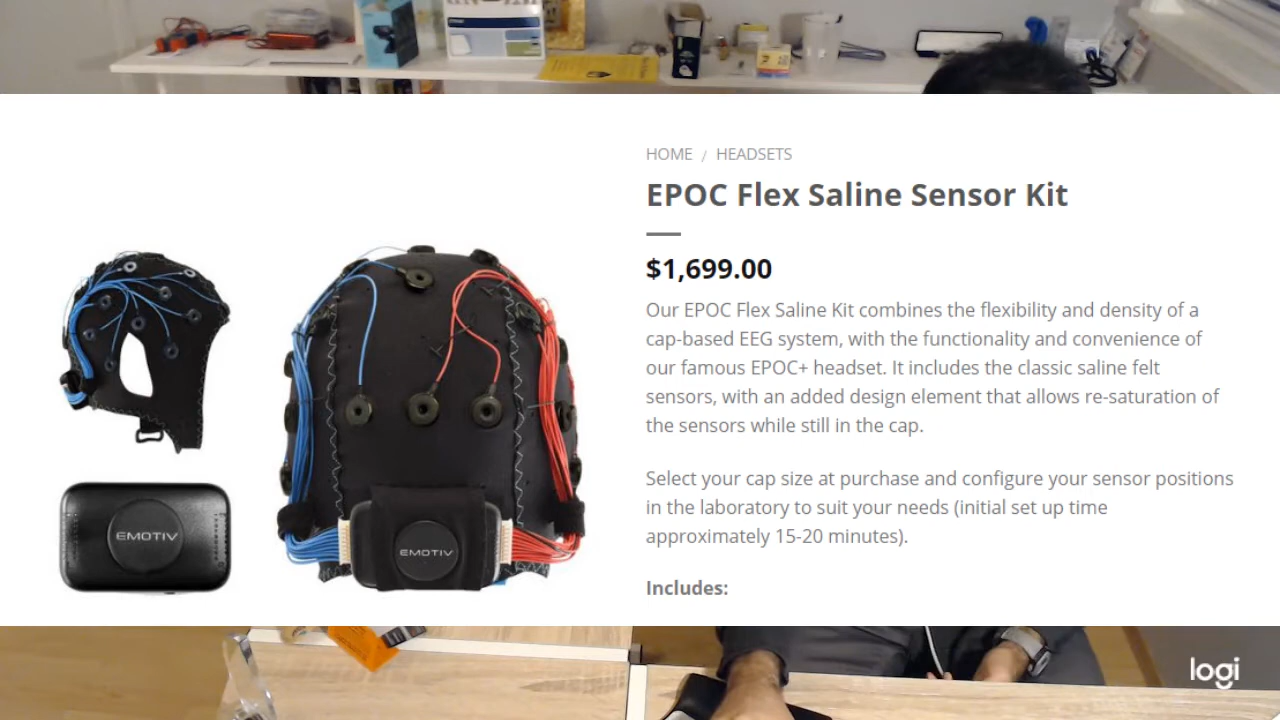 HOME / HEADSETS
EPOC Flex Saline Sensor Kit
$1,699.00
Our EPOC Flex Saline Kit combines the flexibility and density of a
cap-based EEG system, with the functionality and convenience of
our famous EPOC+ headset. It includes the classic saline felt
sensors, with an added design element that allows re-saturation of
the sensors while still in the cap.
Select your cap size at purchase and configure your sensor positions
in the laboratory to suit your needs (initial set up time
approximately 15-20 minutes).
Includes:
EMOTIV
EMOTIV
logi